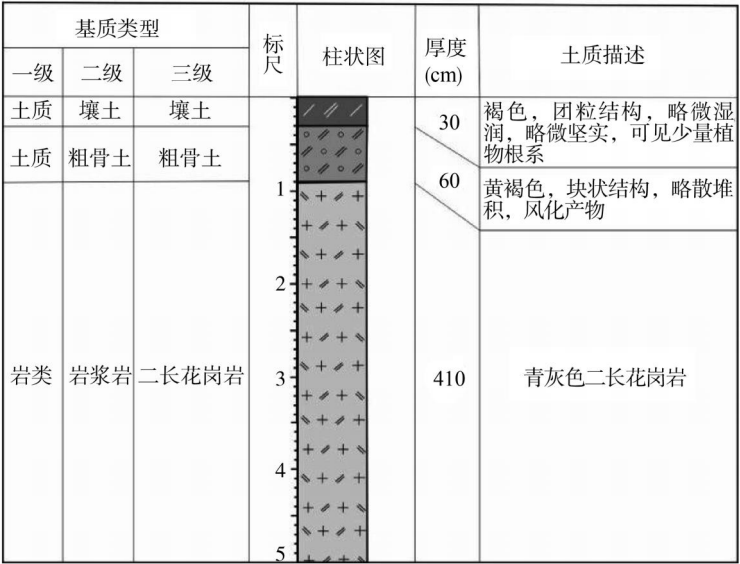 基质类型
标尺
柱状图
厚度
(cm)
土质描述
一级
二级
三级
土质
壤土
壤土
30
褐色，团粒结构，略微湿
润，略微坚实，可见少量植
物根系
土质
粗骨土
粗骨土
60
黄褐色，块状结构，略散堆
积，风化产物
1
2
3
4
5
岩类
岩浆岩
二长花岗岩
410
青灰色二长花岗岩